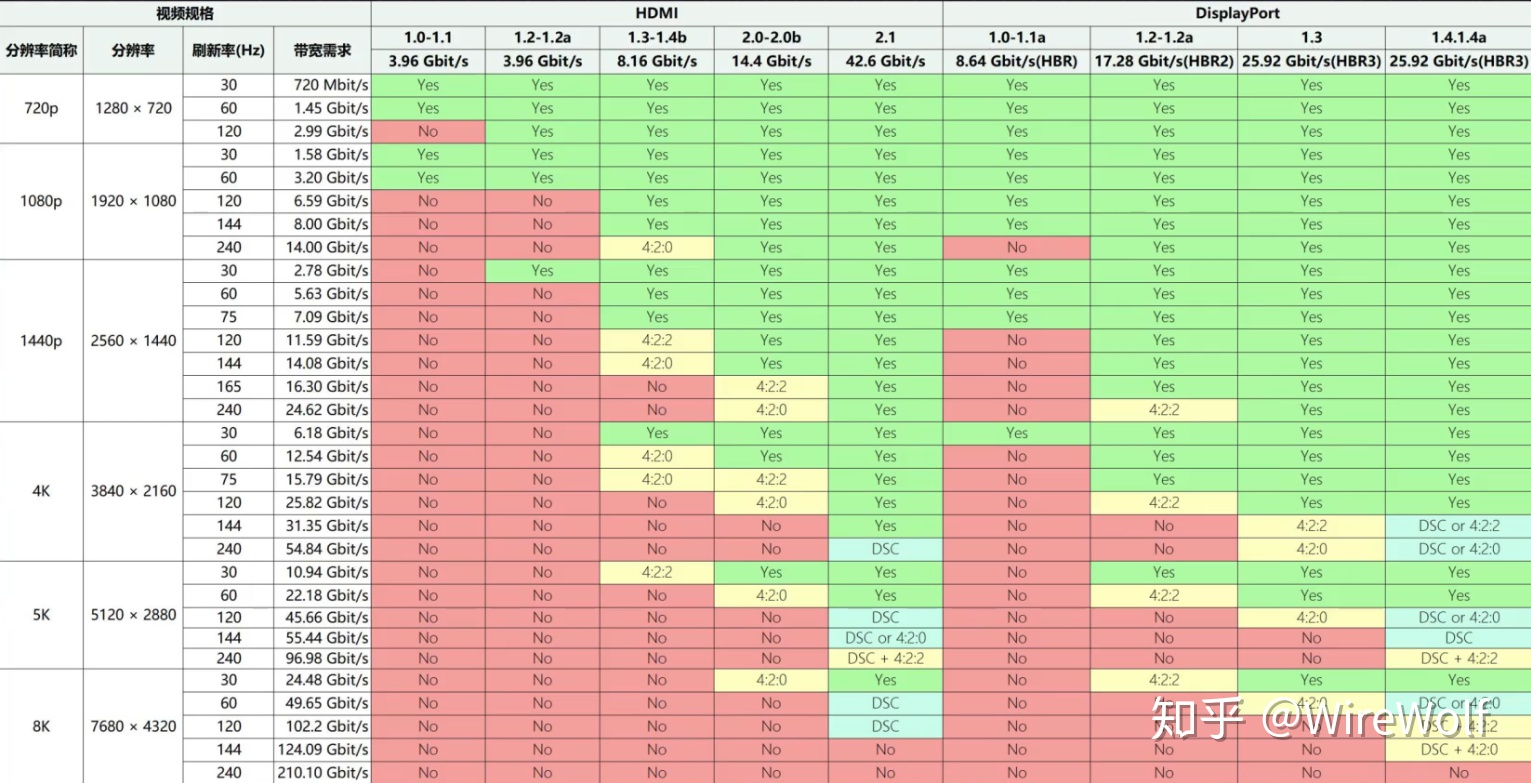 视频规格 HDMI DisplayPort
分辨率简称 分辨率 刷新率(Hz) 带宽需求 1.0-1.1 1.2-1.2a 1.3-1.4b 2.0-2.0b 2.1 1.0-1.1a 1.2-1.2a 1.3 1.4.1.4a
3.96 Gbit/s 3.96 Gbit/s 8.16 Gbit/s 14.4 Gbit/s 42.6 Gbit/s 8.64 Gbit/s(HBR) 17.28 Gbit/s(HBR2) 25.92 Gbit/s(HBR3) 25.92 Gbit/s(HBR3)
720p 1280 × 720 30 720 Mbit/s Yes Yes Yes Yes Yes Yes Yes Yes Yes
60 1.45 Gbit/s Yes Yes Yes Yes Yes Yes Yes Yes Yes
120 2.99 Gbit/s No Yes Yes Yes Yes Yes Yes Yes Yes
1080p 1920 × 1080 30 1.58 Gbit/s Yes Yes Yes Yes Yes Yes Yes Yes Yes
60 3.20 Gbit/s Yes Yes Yes Yes Yes Yes Yes Yes Yes
120 6.59 Gbit/s No No Yes Yes Yes Yes Yes Yes Yes
144 8.00 Gbit/s No No Yes Yes Yes Yes Yes Yes Yes
240 14.00 Gbit/s No No 4:2:0 Yes Yes No Yes Yes Yes
1440p 2560 × 1440 30 2.78 Gbit/s No Yes Yes Yes Yes Yes Yes Yes Yes
60 5.63 Gbit/s No No Yes Yes Yes Yes Yes Yes Yes
75 7.09 Gbit/s No No Yes Yes Yes Yes Yes Yes Yes
120 11.59 Gbit/s No No 4:2:2 Yes Yes No Yes Yes Yes
144 14.08 Gbit/s No No 4:2:0 Yes Yes No Yes Yes Yes
165 16.30 Gbit/s No No No 4:2:2 Yes No Yes Yes Yes
240 24.62 Gbit/s No No No 4:2:0 Yes No 4:2:2 Yes Yes
4K 3840 × 2160 30 6.18 Gbit/s No No Yes Yes Yes Yes Yes Yes Yes
60 12.54 Gbit/s No No 4:2:0 Yes Yes No Yes Yes Yes
75 15.79 Gbit/s No No 4:2:0 4:2:2 Yes No Yes Yes Yes
120 25.82 Gbit/s No No No 4:2:0 Yes No 4:2:2 Yes Yes
144 31.35 Gbit/s No No No No Yes No No 4:2:2 DSC or 4:2:2
240 54.84 Gbit/s No No No No DSC No No 4:2:0 DSC or 4:2:0
5K 5120 × 2880 30 10.94 Gbit/s No No 4:2:2 Yes Yes No Yes Yes Yes
60 22.18 Gbit/s No No No 4:2:0 Yes No 4:2:2 Yes Yes
120 45.66 Gbit/s No No No No DSC No No 4:2:0 DSC or 4:2:0
144 55.44 Gbit/s No No No No DSC or 4:2:0 No No No DSC
240 96.98 Gbit/s No No No No DSC + 4:2:2 No No No DSC + 4:2:2
8K 7680 × 4320 30 24.48 Gbit/s No No No 4:2:0 Yes No 4:2:2 Yes Yes
60 49.65 Gbit/s No No No No DSC No No 4:2:0 DSC or 4:2:0
120 102.2 Gbit/s No No No No DSC No No No DSC + 4:2:2
144 124.09 Gbit/s No No No No No No No No DSC + 4:2:0
240 210.10 Gbit/s No No No No No No No No No
知乎 @WireWolf